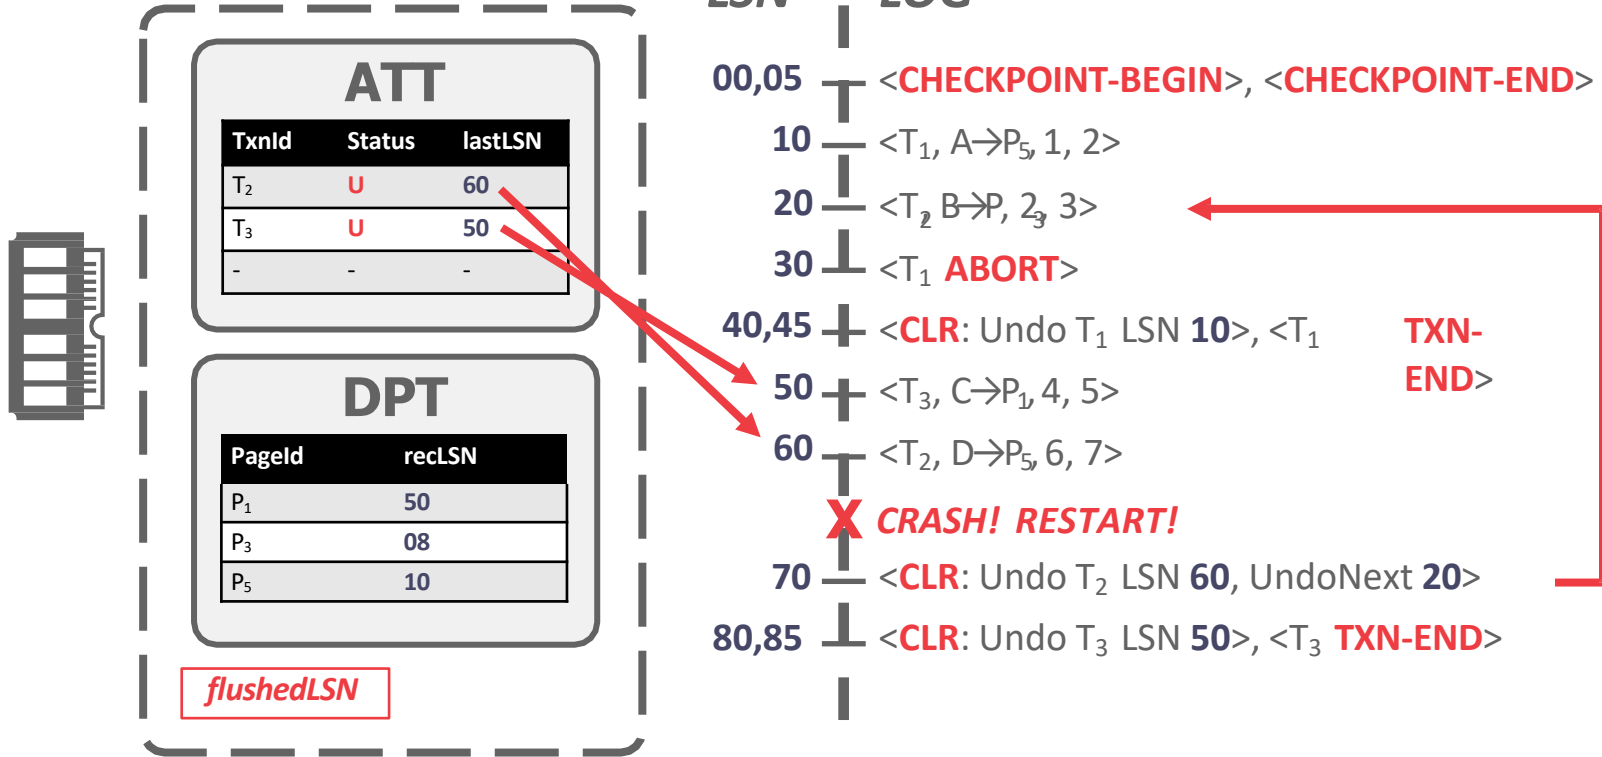 LSN LOG
ATT
TxnId Status lastLSN
T2 U 60
T3 U 50
- - -
DPT
PageId recLSN
P1 50
P3 08
P5 10
flushedLSN
00,05 <CHECKPOINT-BEGIN>, <CHECKPOINT-END>
10 <T1, A→P5, 1, 2>
20 <T2 B→P, 2,3 3>
30 <T1 ABORT>
40,45 <CLR: Undo T1 LSN 10>, <T1 TXN-
END>
50 <T3, C→P1, 4, 5>
60 <T2, D→P5, 6, 7>
X CRASH! RESTART!
70 <CLR: Undo T2 LSN 60, UndoNext 20>
80,85 <CLR: Undo T3 LSN 50>, <T3 TXN-END>